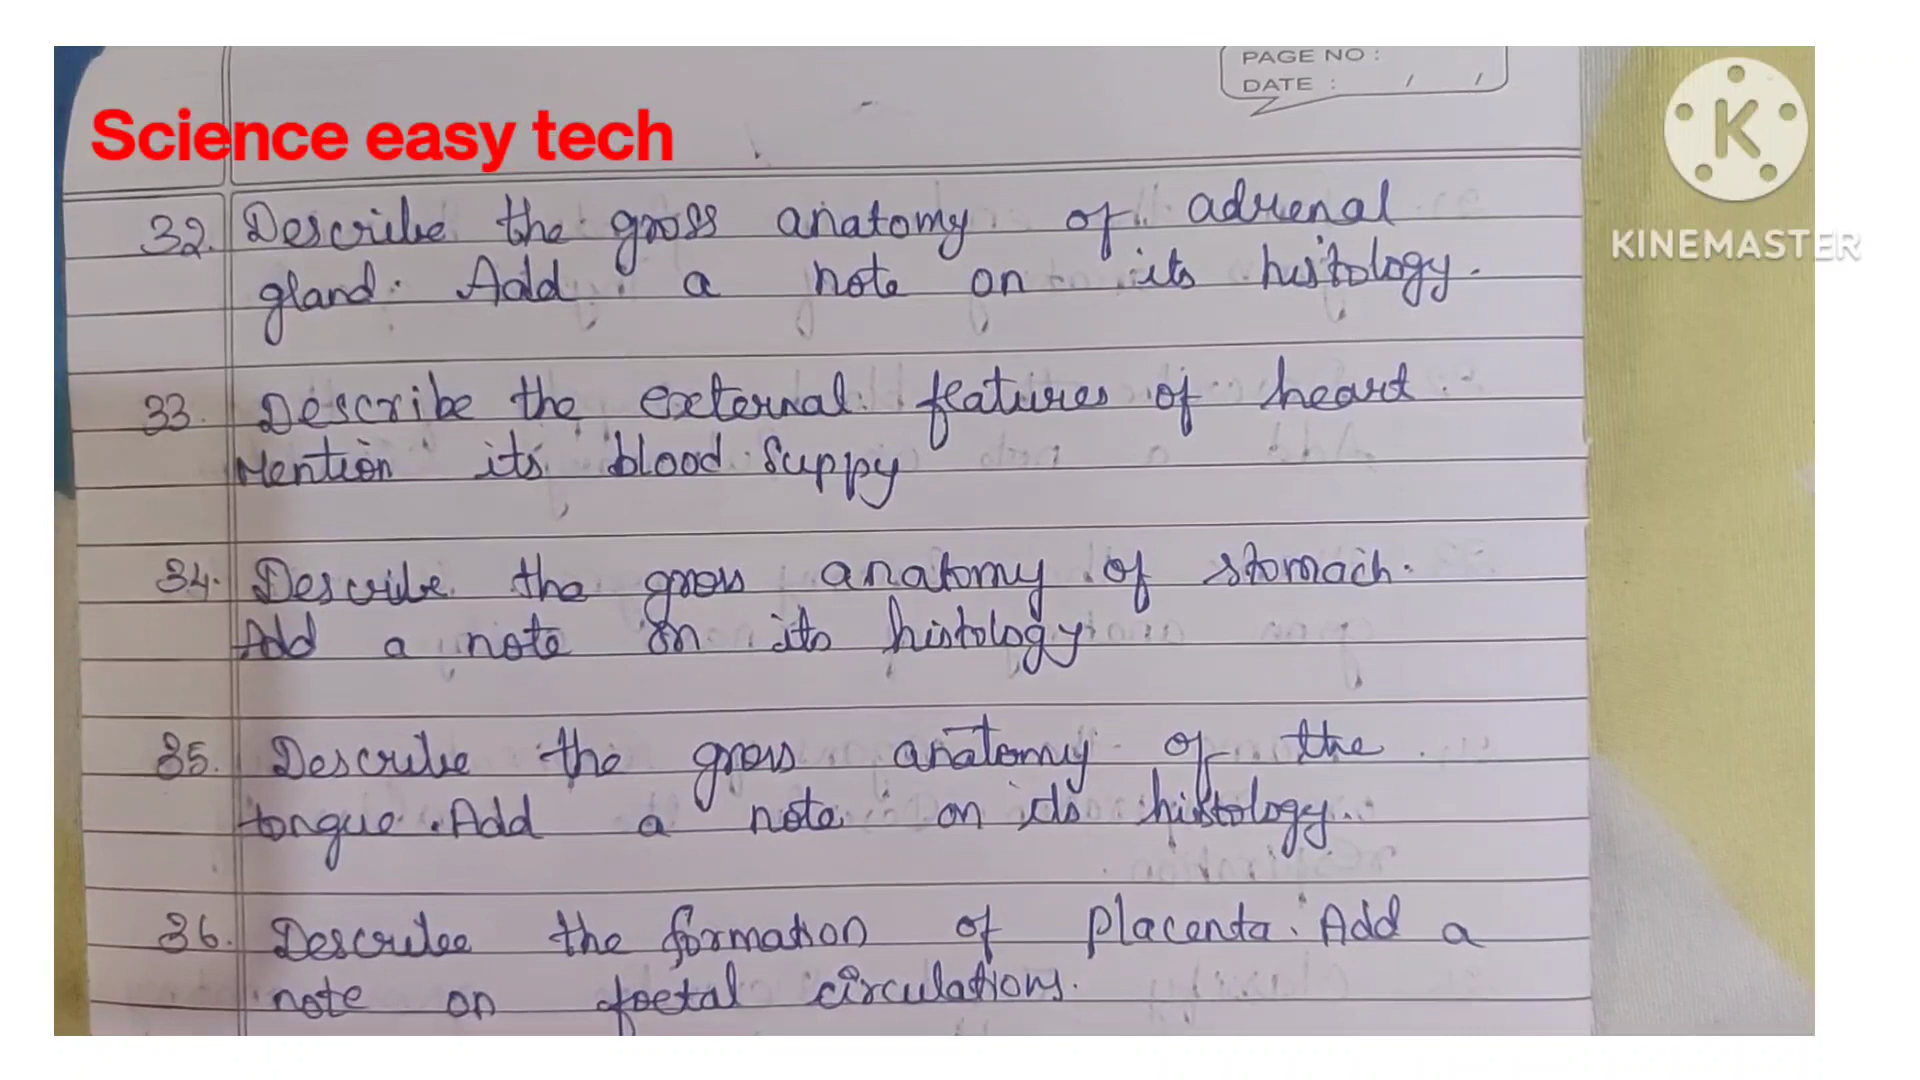 PAGE NO :
DATE : / /
Science easy tech
K
KINEMASTER
32. Describe the gross anatomy of adrenal
gland. Add a note on its histology.
33. Describe the external features of heart.
Mention its blood suppy
34. Describe the gross anatomy of stomach.
Add a note on its histology
35. Describe the gross anatomy of the
tongue. Add a note on its histology.
36. Describe the formation of placenta. Add a
note on foetal circulations.